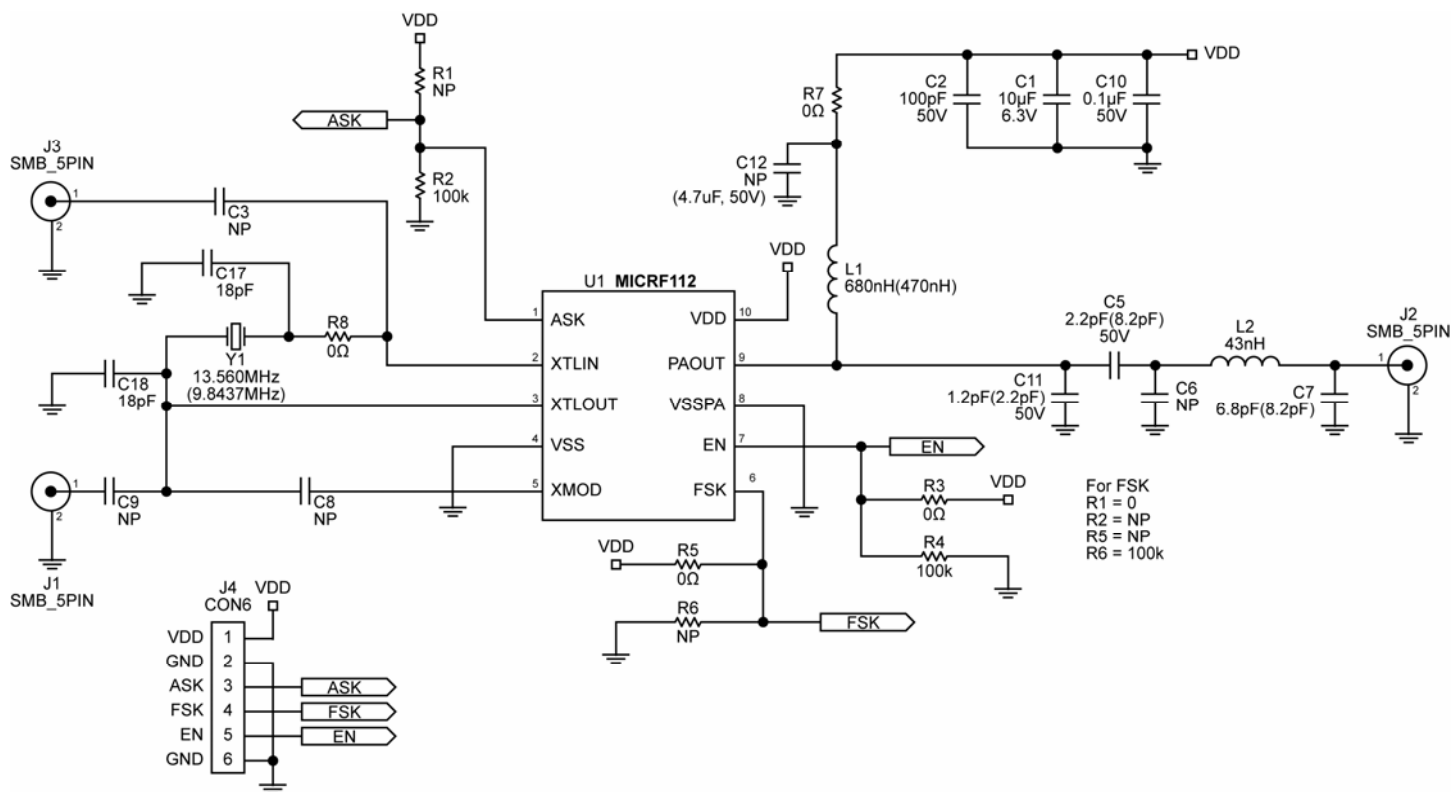 VDD
R1
NP
ASK
R2
100k
J3
SMB_5PIN
1
2
C3
NP
C17
18pF
R8
0Ω
Y1
13.560MHz
(9.8437MHz)
C18
18pF
1
2
C9
NP
C8
NP
J1
SMB_5PIN
U1 MICRF112
1
ASK
2
XTLIN
3
XTLOUT
4
VSS
5
XMOD
VDD
10
PAOUT
9
VSSPA
8
EN
7
FSK
6
VDD
R7
0Ω
C12
NP
(4.7uF, 50V)
L1
680nH(470nH)
C2
100pF
50V
C1
10µF
6.3V
C10
0.1µF
50V
VDD
C5
2.2pF(8.2pF)
50V
L2
43nH
J2
SMB_5PIN
1
2
C11
1.2pF(2.2pF)
50V
C6
NP
C7
6.8pF(8.2pF)
EN
R3
0Ω
VDD
R4
100k
For FSK
R1 = 0
R2 = NP
R5 = NP
R6 = 100k
VDD
R5
0Ω
R6
NP
FSK
J4
CON6
VDD
VDD 1
GND 2
ASK 3 ASK
FSK 4 FSK
EN 5 EN
GND 6